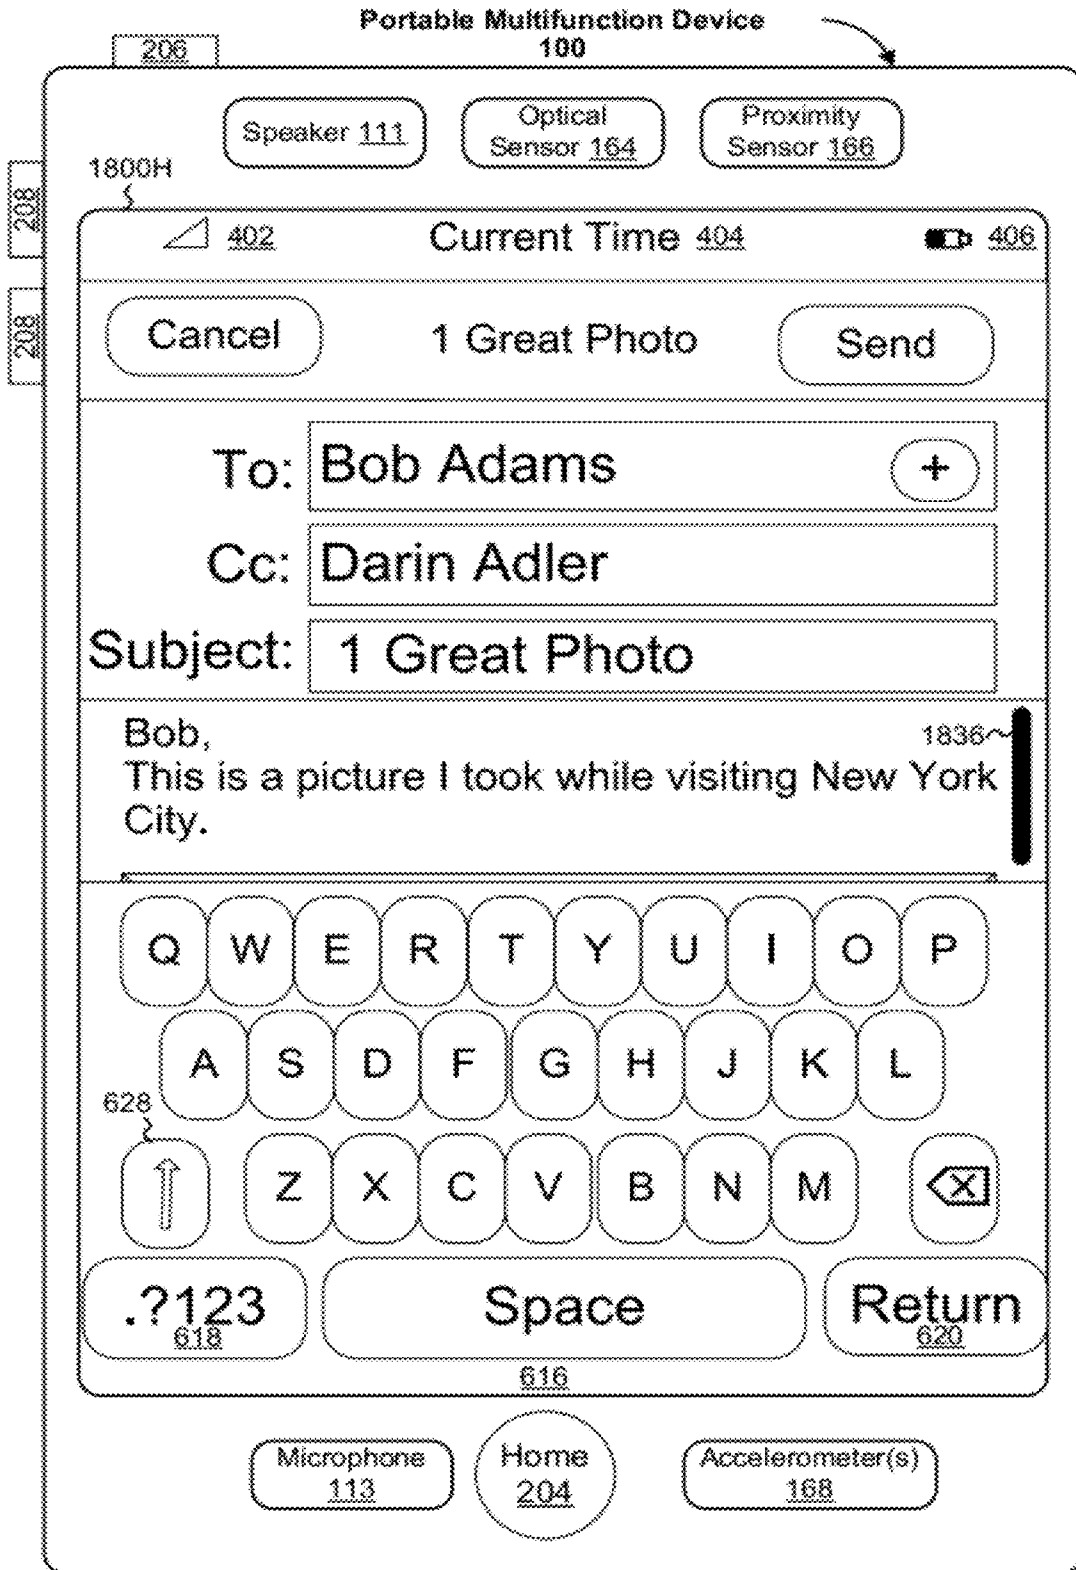 Portable Multifunction Device
100
206
Speaker 111
Optical
Sensor 164
Proximity
Sensor 166
1800H
208
208
402
Current Time 404
406
Cancel
1 Great Photo
Send
To: Bob Adams +
Cc: Darin Adler
Subject: 1 Great Photo
Bob,
1836
This is a picture I took while visiting New York
City.
Q W E R T Y U I O P
A S D F G H J K L
628
Z X C V B N M X
.?123
618
Space
Return
620
616
Microphone
113
Home
204
Accelerometer(s)
168